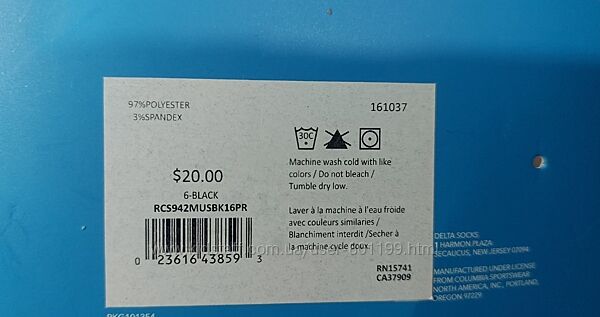 97%POLYESTER
3%SPANDEX
161037
30C
Machine wash cold with like
colors / Do not bleach /
Tumble dry low.
$20.00
6-BLACK
RCS942MUSBK16PR
Laver à la machine à l'eau froide
avec couleurs similaries /
Blanchiment interdit /Secher à
la machine cycle doux.
0 23616 43859 3
RN15741
CA37909
DELTA SOCKS
1 HARMON PLAZA
SECAUCUS, NEW JERSEY 07094
MANUFACTURED UNDER LICENSE
FROM COLUMBIA SPORTSWEAR
NORTH AMERICA, INC., PORTLAND,
OREGON 97229
PKG101354